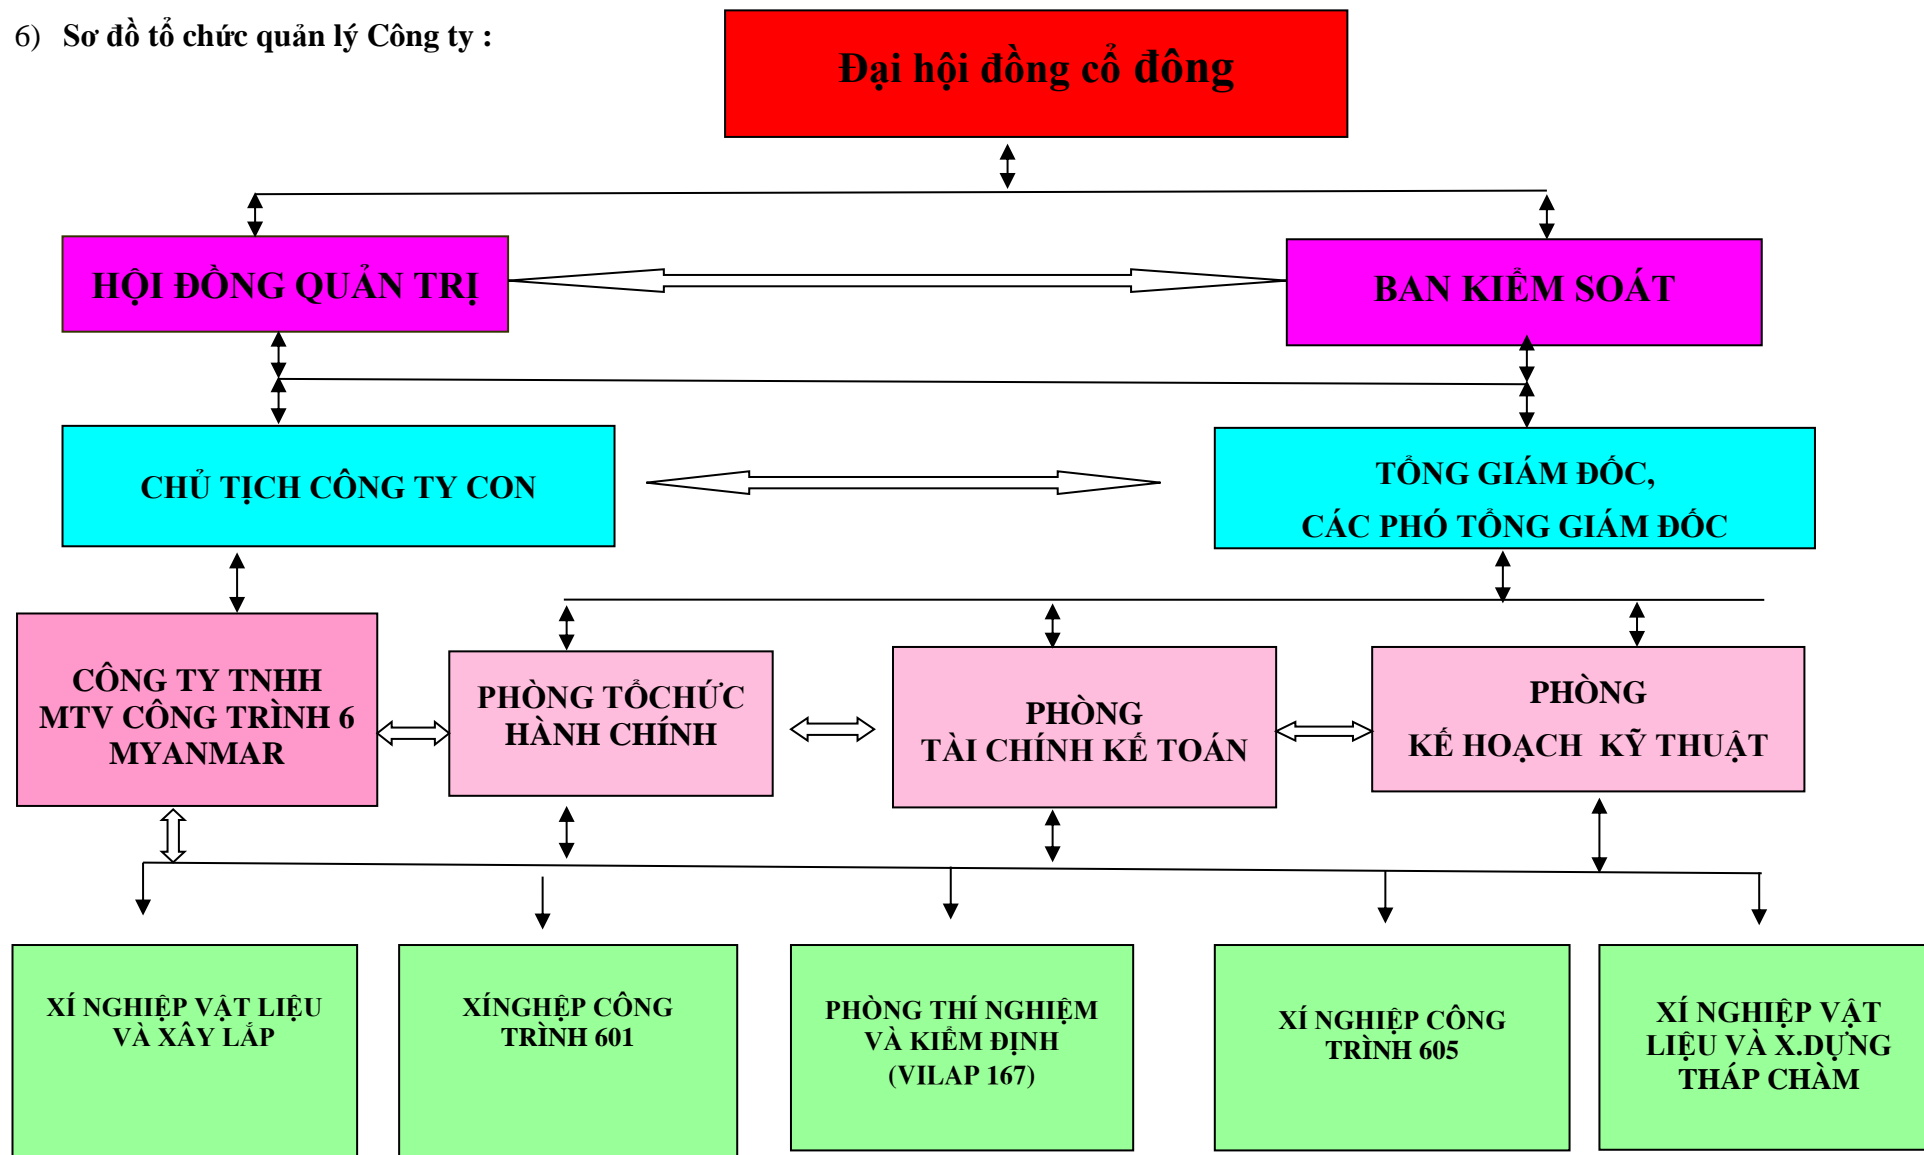 6) Sơ đồ tổ chức quản lý Công ty :
Đại hội đồng cổ đông
HỘI ĐỒNG QUẢN TRỊ
BAN KIỂM SOÁT
CHỦ TỊCH CÔNG TY CON
TỔNG GIÁM ĐỐC,
CÁC PHÓ TỔNG GIÁM ĐỐC
CÔNG TY TNHH
MTV CÔNG TRÌNH 6
MYANMAR
PHÒNG TỔCHỨC
HÀNH CHÍNH
PHÒNG
TÀI CHÍNH KẾ TOÁN
PHÒNG
KẾ HOẠCH KỸ THUẬT
XÍ NGHIỆP VẬT LIỆU
VÀ XÂY LẮP
XÍNGHỆP CÔNG
TRÌNH 601
PHÒNG THÍ NGHIỆM
VÀ KIỂM ĐỊNH
(VILAP 167)
XÍ NGHIỆP CÔNG
TRÌNH 605
XÍ NGHIỆP VẬT
LIỆU VÀ X.DỰNG
THÁP CHÀM